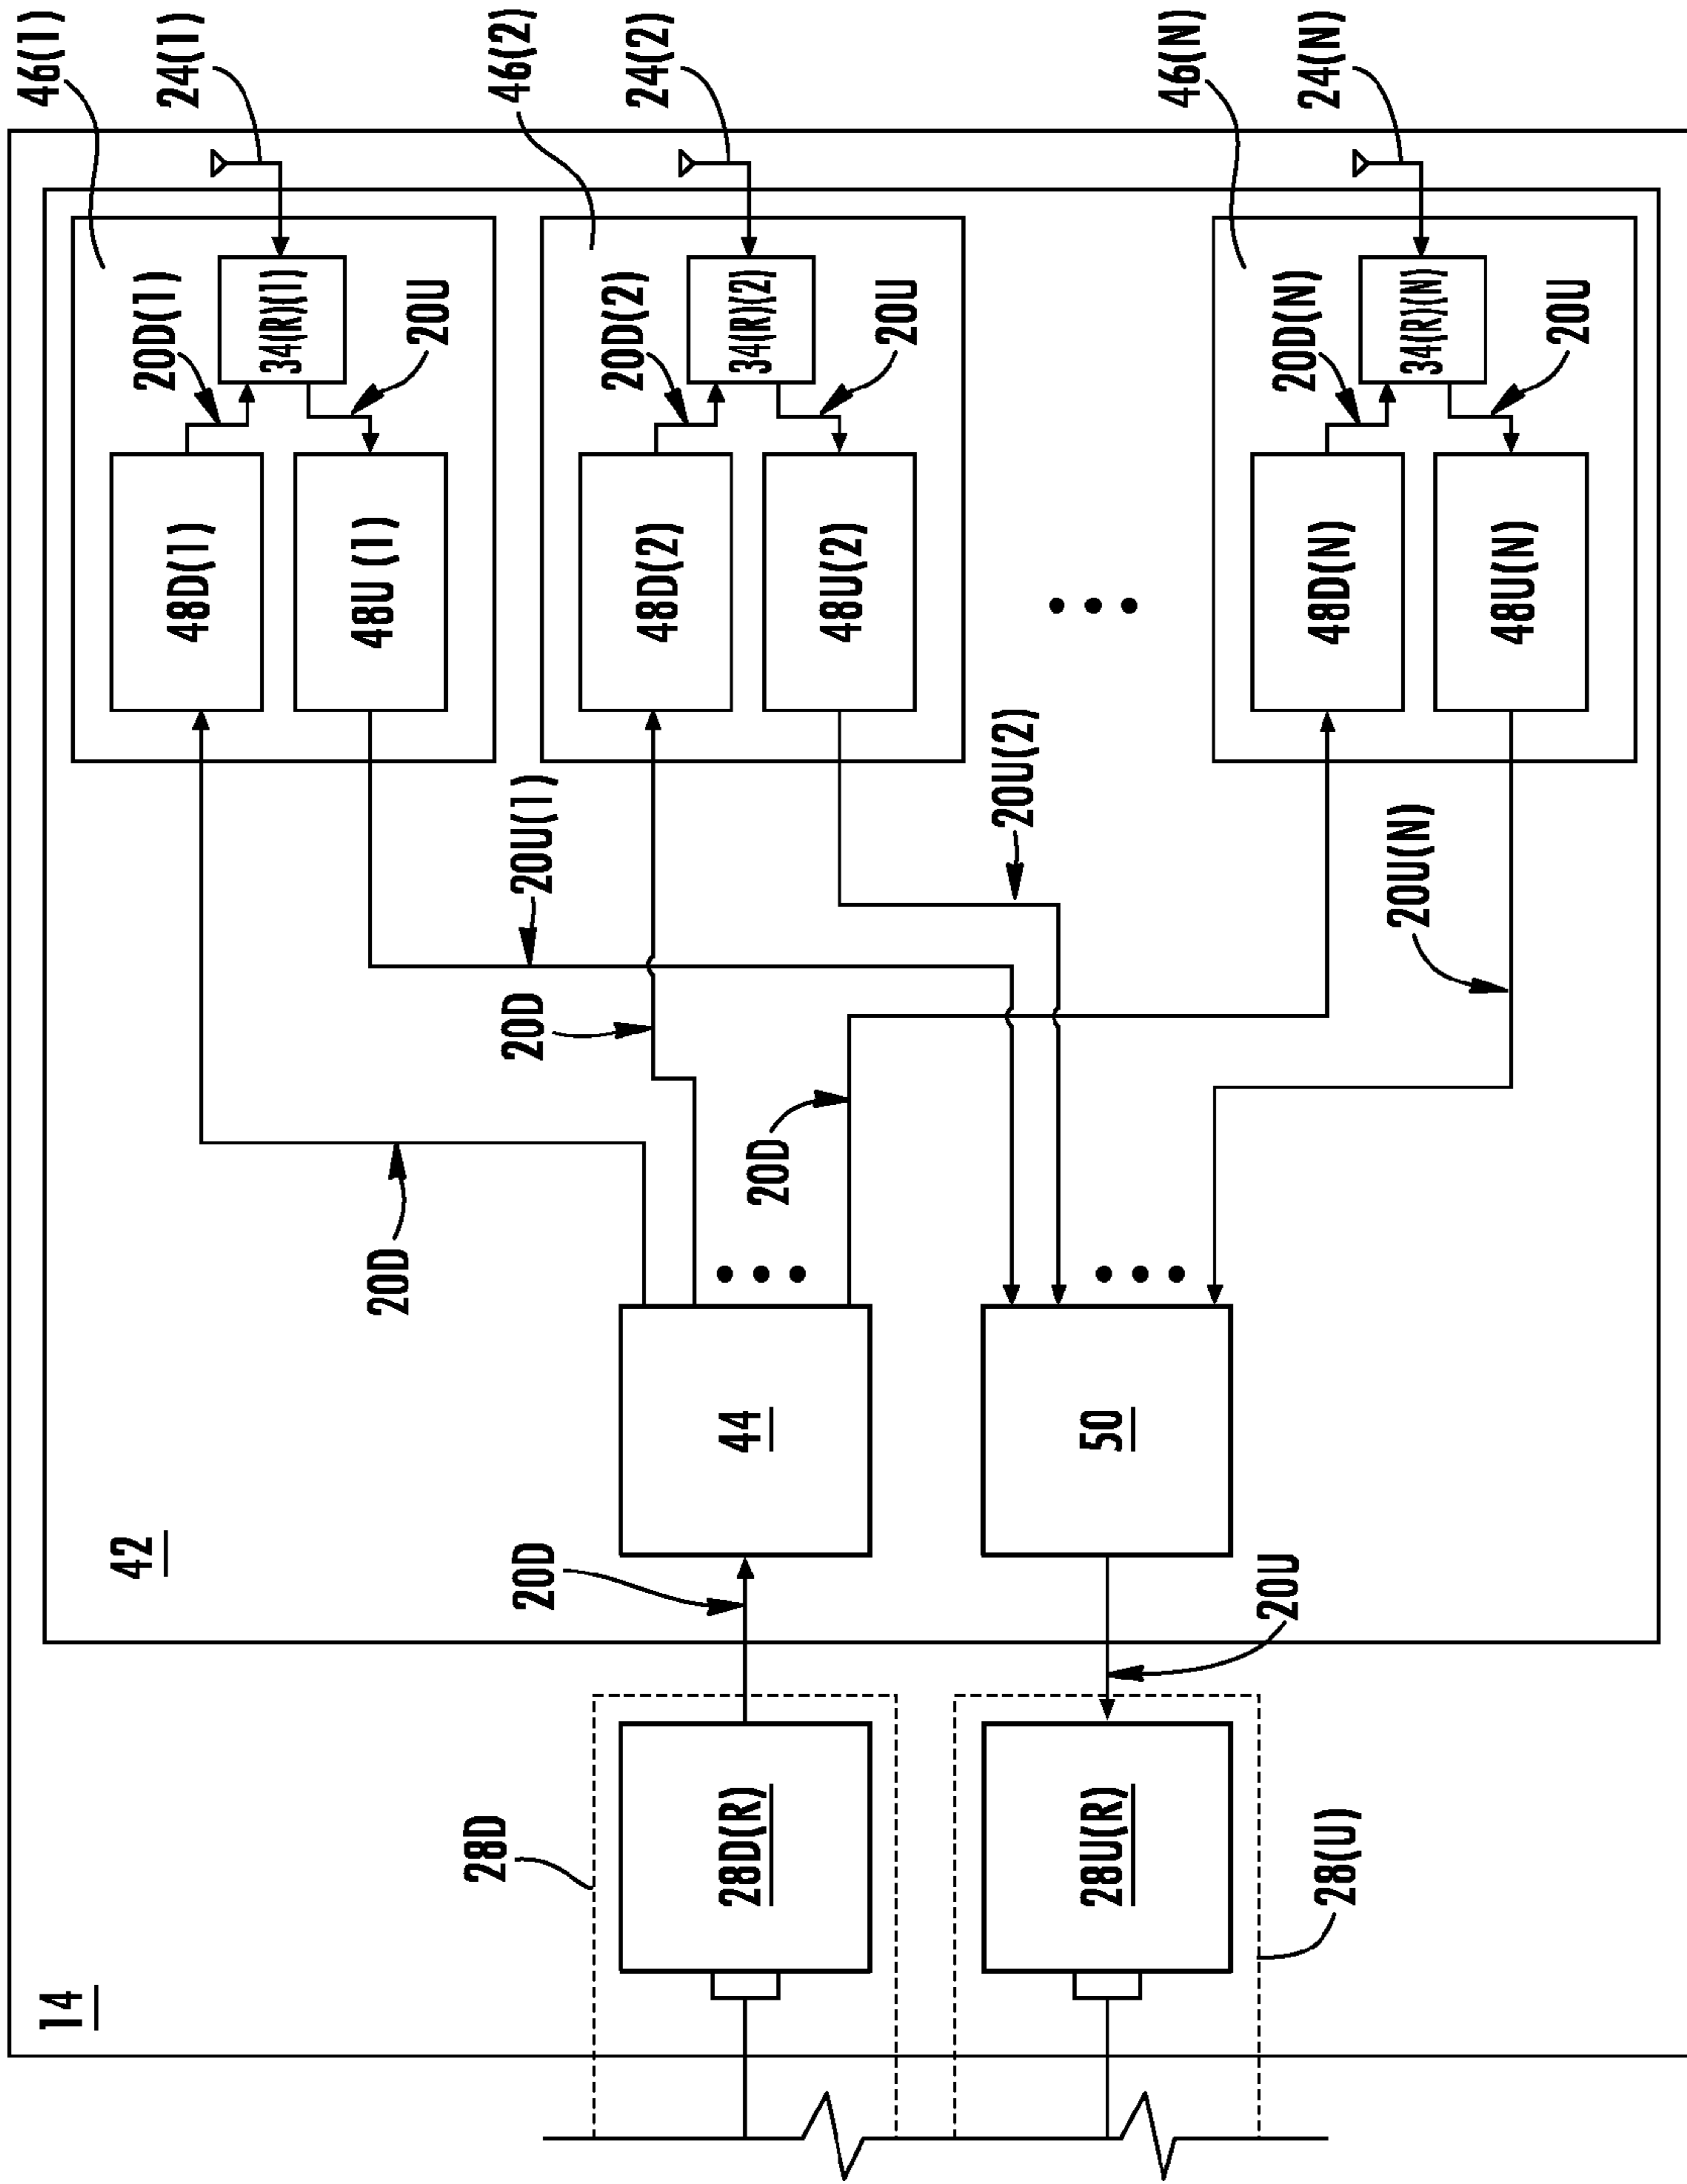 14
42
28D
28D(R)
28U(R)
28(U)
20D
20U
44
50
20D
20D
20D
20U(1)
20U(2)
20U(N)
46(1)
24(1)
20D(1)
48D(1)
48U (1)
34(R)(1)
20U
46(2)
24(2)
20D(2)
48D(2)
48U(2)
34(R)(2)
20U
46(N)
24(N)
20D(N)
48D(N)
48U(N)
34(R)(N)
20U